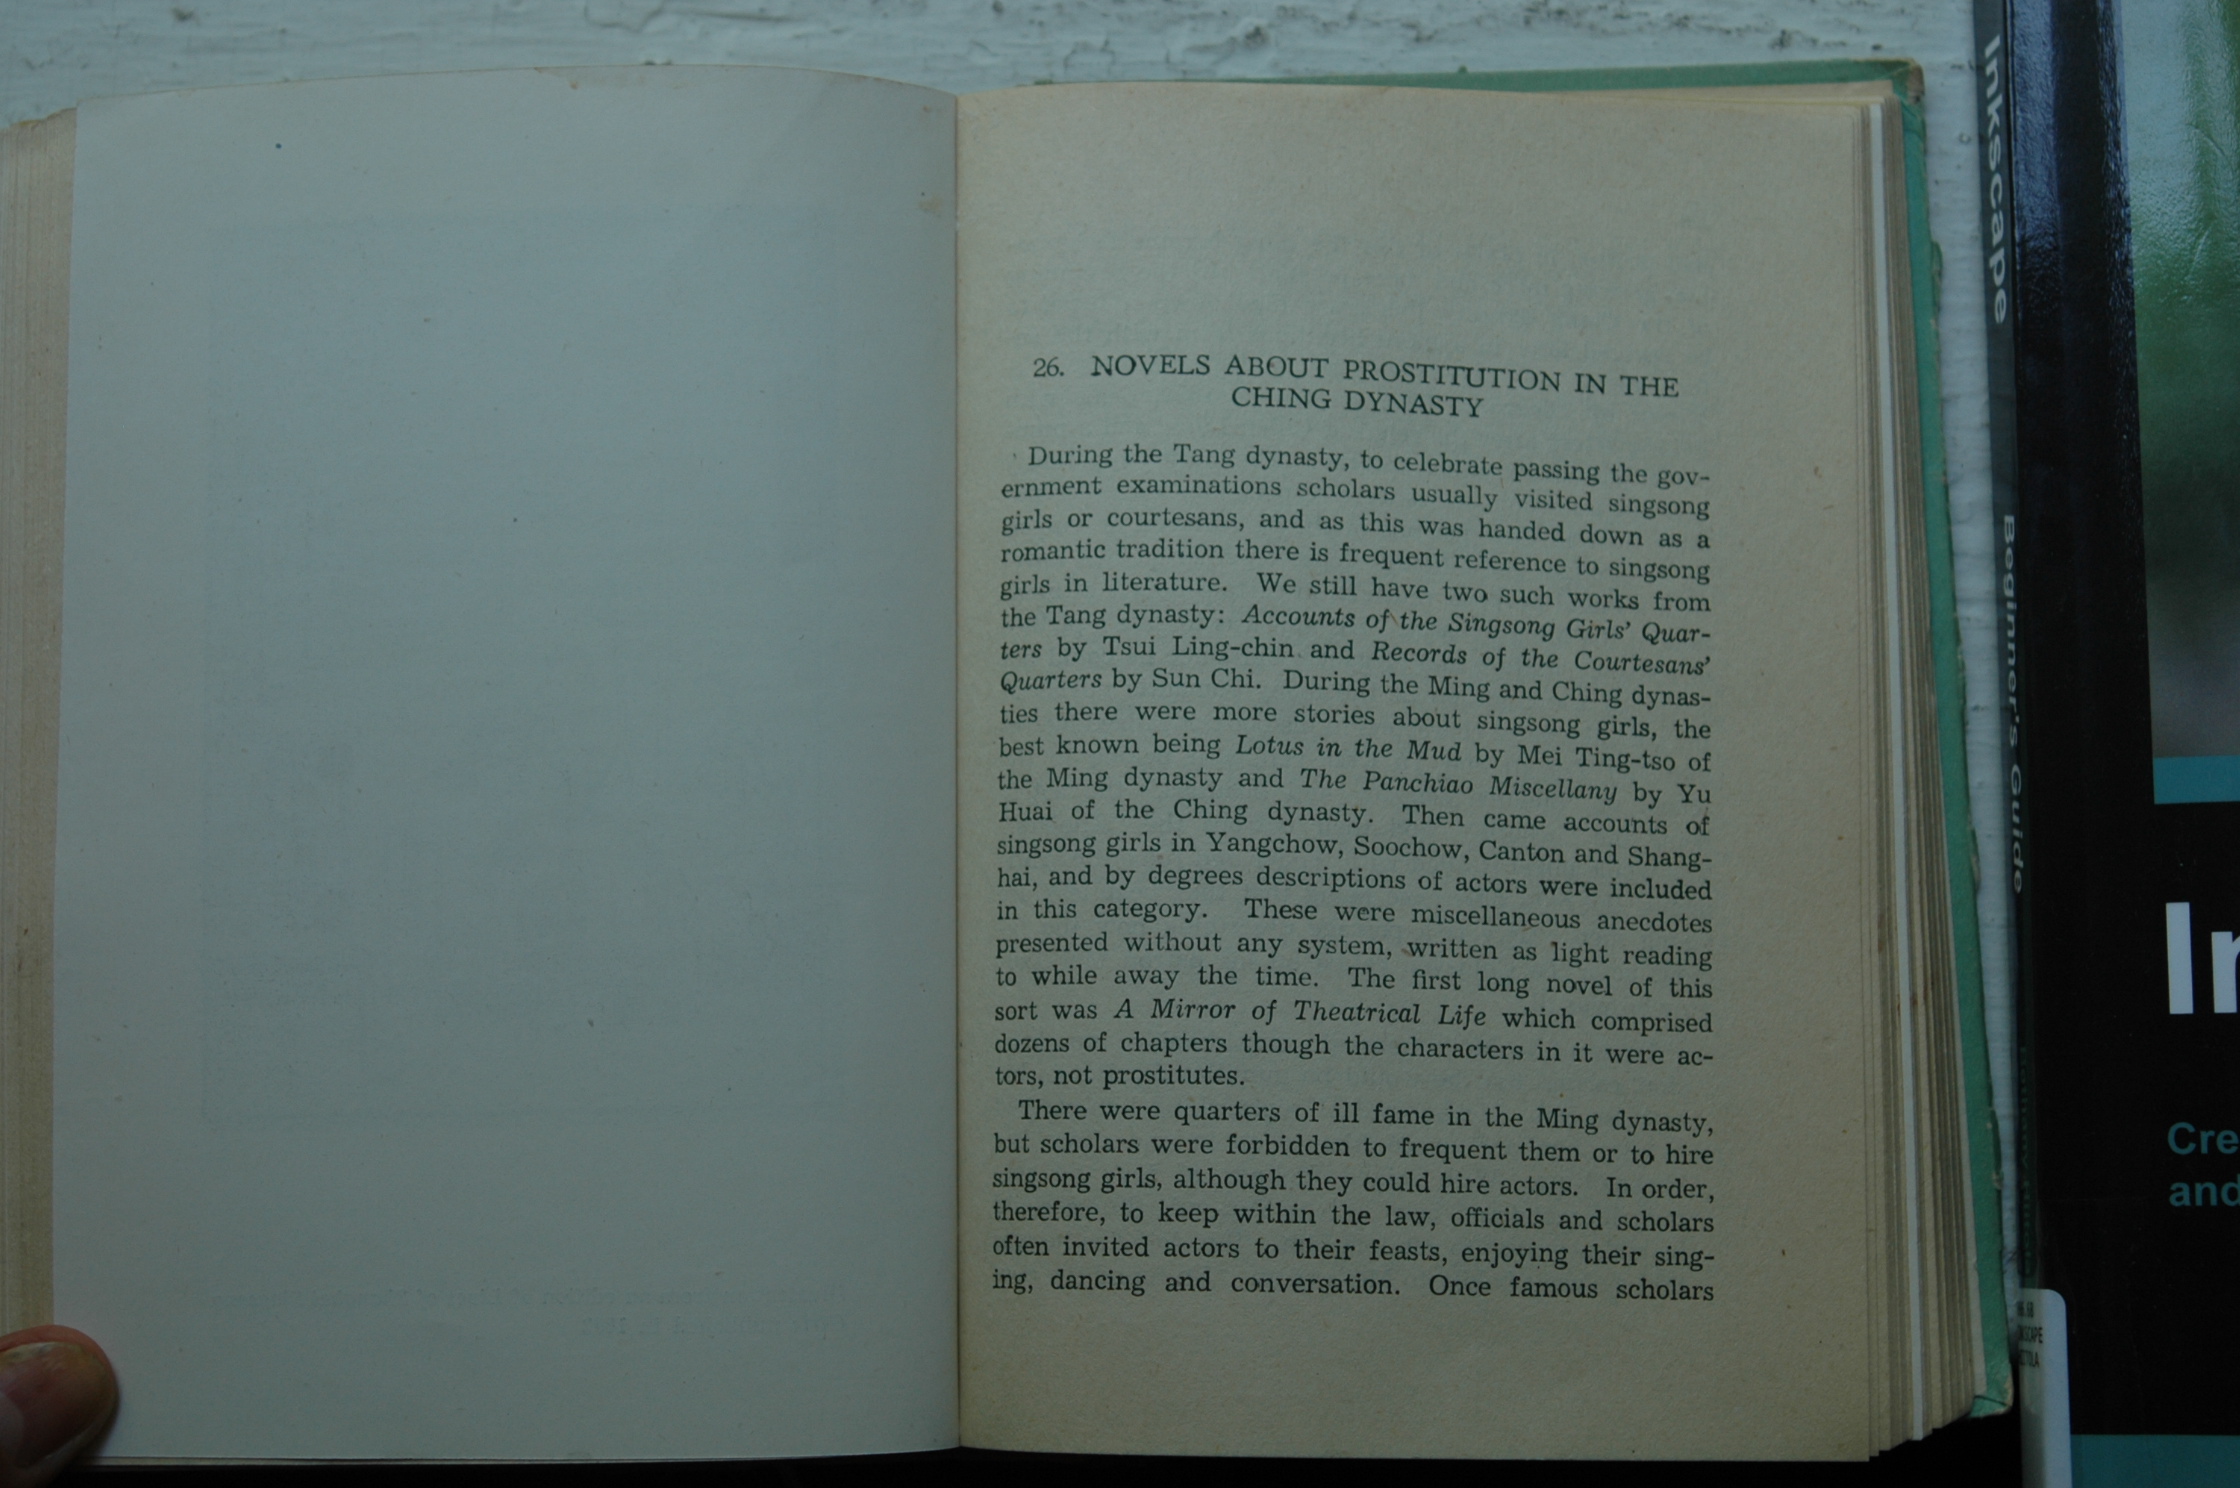 26. NOVELS ABOUT PROSTITUTION IN THE
CHING DYNASTY
During the Tang dynasty, to celebrate passing the gov-
ernment examinations scholars usually visited singsong
girls or courtesans, and as this was handed down as a
romantic tradition there is frequent reference to singsong
girls in literature. We still have two such works from
the Tang dynasty: Accounts of the Singsong Girls' Quar-
ters by Tsui Ling-chin and Records of the Courtesans'
Quarters by Sun Chi. During the Ming and Ching dynas-
ties there were more stories about singsong girls, the
best known being Lotus in the Mud by Mei Ting-tso of
the Ming dynasty and The Panchiao Miscellany by Yu
Huai of the Ching dynasty. Then came accounts of
singsong girls in Yangchow, Soochow, Canton and Shang-
hai, and by degrees descriptions of actors were included
in this category. These were miscellaneous anecdotes
presented without any system, written as light reading
to while away the time. The first long novel of this
sort was A Mirror of Theatrical Life which comprised
dozens of chapters though the characters in it were ac-
tors, not prostitutes.
There were quarters of ill fame in the Ming dynasty,
but scholars were forbidden to frequent them or to hire
singsong girls, although they could hire actors. In order,
therefore, to keep within the law, officials and scholars
often invited actors to their feasts, enjoying their sing-
ing, dancing and conversation. Once famous scholars
Inkscape
Beginner's Guide
In
Cre
and